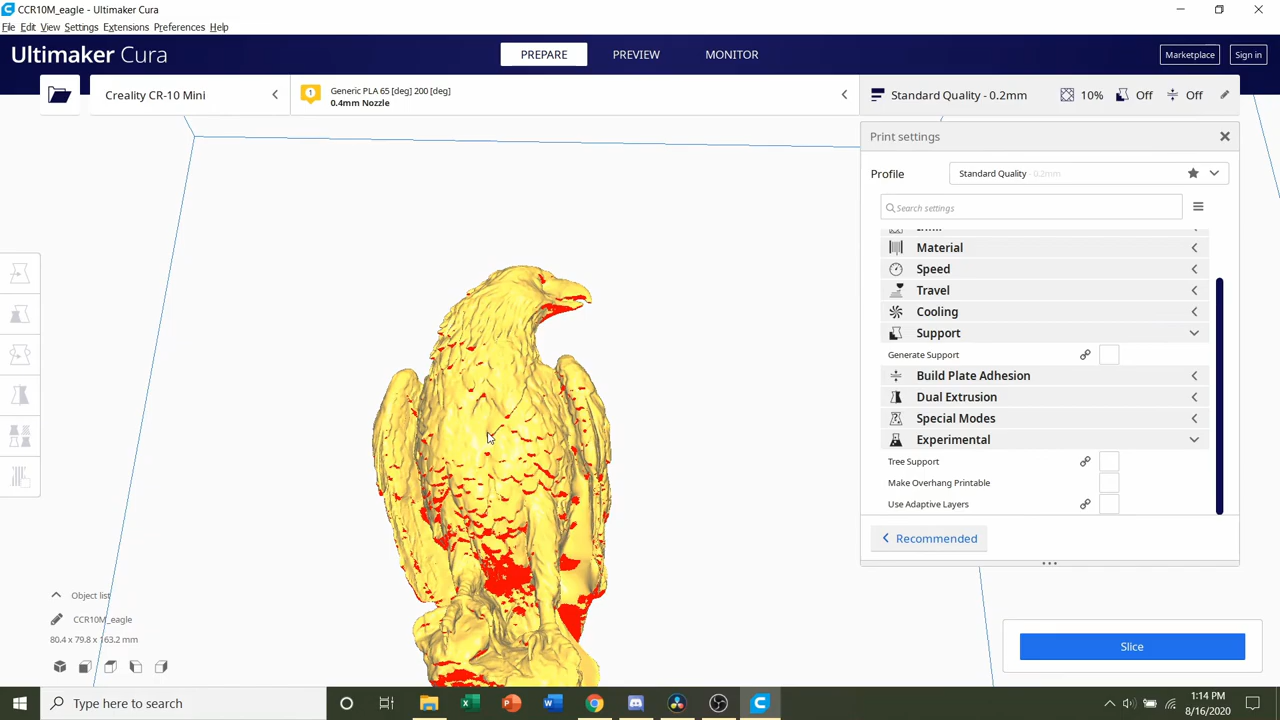 CCR10M_eagle - Ultimaker Cura
File Edit View Settings Extensions Preferences Help
Ultimaker Cura
PREPARE
PREVIEW
MONITOR
Marketplace
Sign in
Creality CR-10 Mini
1
Generic PLA 65 [deg] 200 [deg]
0.4mm Nozzle
Standard Quality - 0.2mm
10%
Off
Off
Print settings
Profile
Standard Quality - 0.2mm
Search settings
Material
Speed
Travel
Cooling
Support
Generate Support
Build Plate Adhesion
Dual Extrusion
Special Modes
Experimental
Tree Support
Make Overhang Printable
Use Adaptive Layers
Recommended
Object list
CCR10M_eagle
80.4 x 79.8 x 163.2 mm
Slice
Type here to search
1:14 PM
8/16/2020